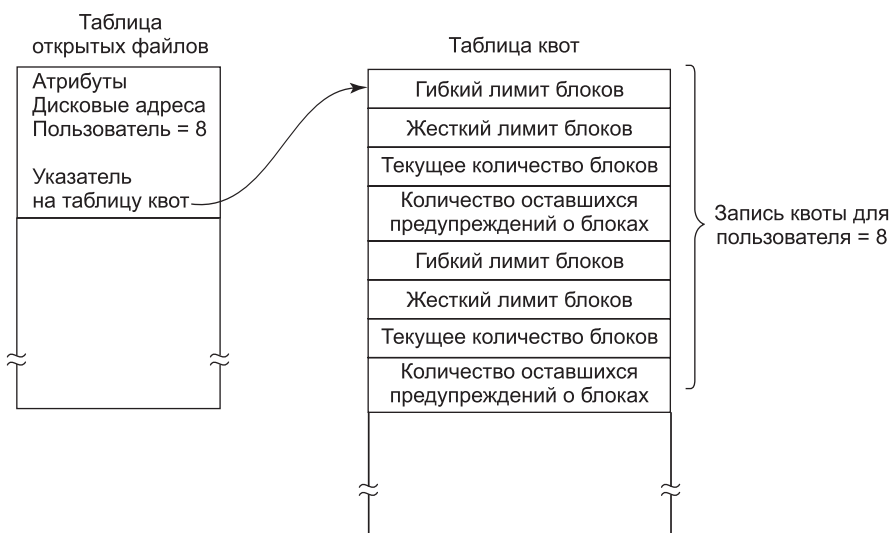 Таблица
открытых файлов
Атрибуты
Дисковые адреса
Пользователь = 8
Указатель
на таблицу квот
Таблица квот
Гибкий лимит блоков
Жесткий лимит блоков
Текущее количество блоков
Количество оставшихся
предупреждений о блоках
Гибкий лимит блоков
Жесткий лимит блоков
Текущее количество блоков
Количество оставшихся
предупреждений о блоках
Запись квоты для
пользователя = 8